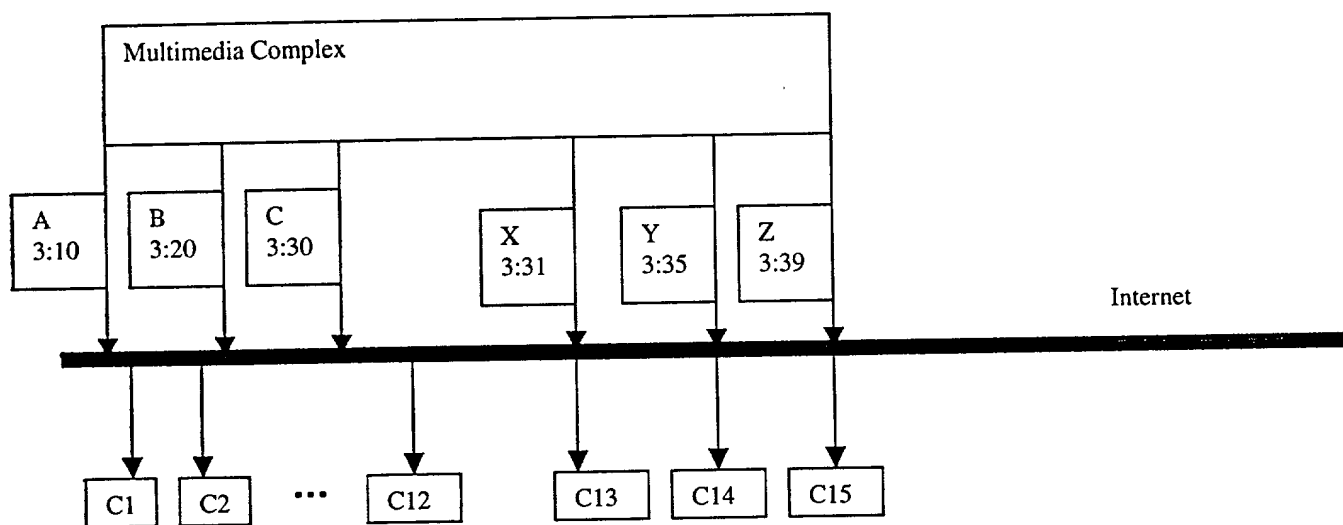 Multimedia Complex
A
3:10
B
3:20
C
3:30
X
3:31
Y
3:35
Z
3:39
Internet
C1
C2
...
C12
C13
C14
C15